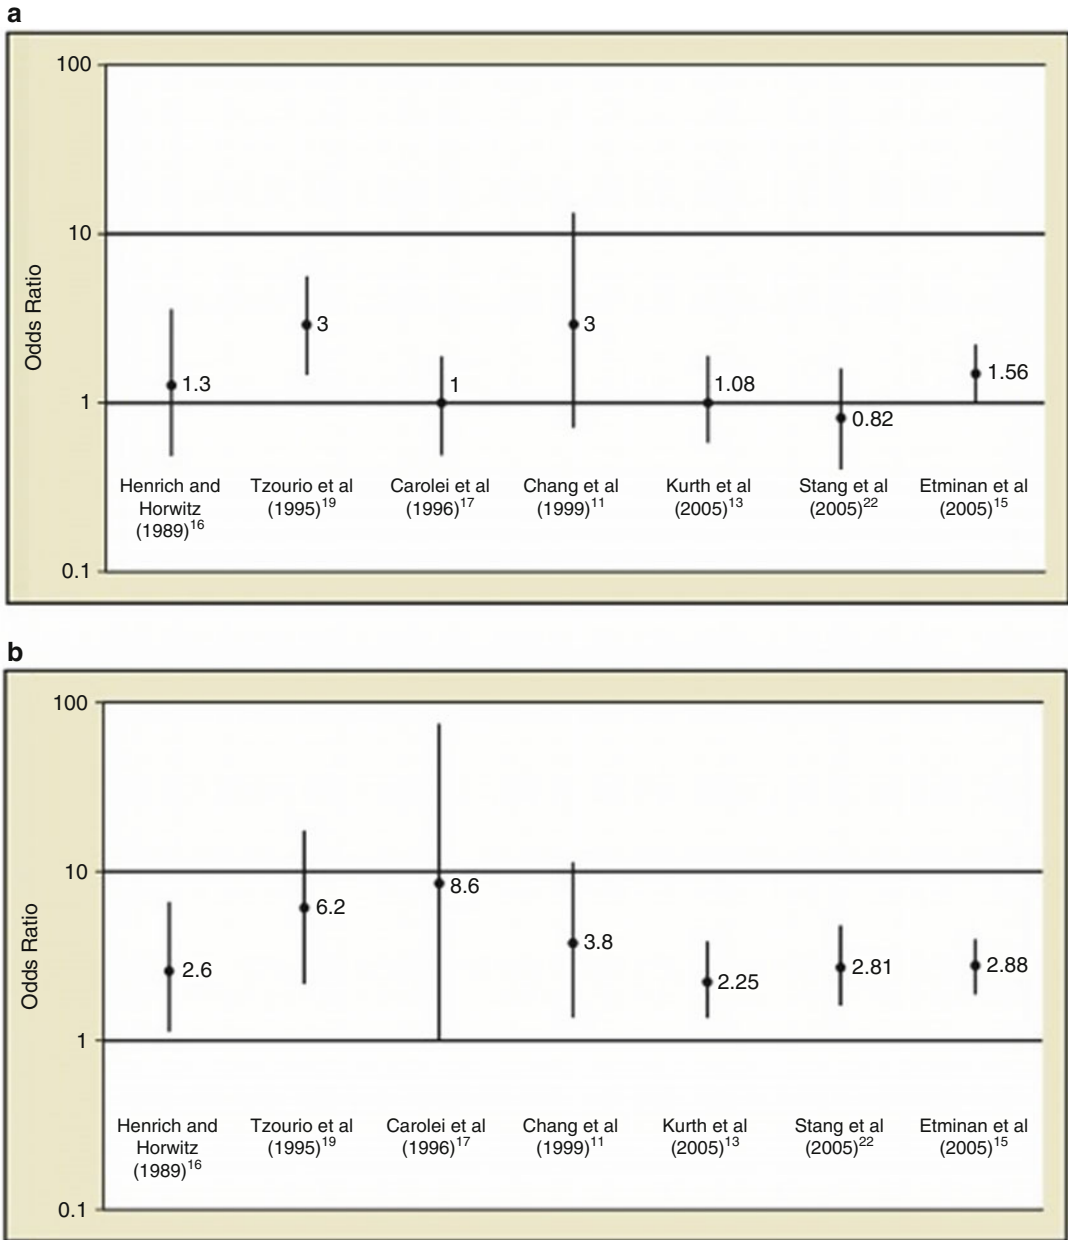 a
100
10
1
0.1
Odds Ratio
1.3
3
1
3
1.08
0.82
1.56
Henrich and
Horwitz
(1989)16
Tzourio et al
(1995)19
Carolei et al
(1996)17
Chang et al
(1999)11
Kurth et al
(2005)13
Stang et al
(2005)22
Etminan et al
(2005)15
b
100
10
1
0.1
Odds Ratio
2.6
6.2
8.6
3.8
2.25
2.81
2.88
Henrich and
Horwitz
(1989)16
Tzourio et al
(1995)19
Carolei et al
(1996)17
Chang et al
(1999)11
Kurth et al
(2005)13
Stang et al
(2005)22
Etminan et al
(2005)15